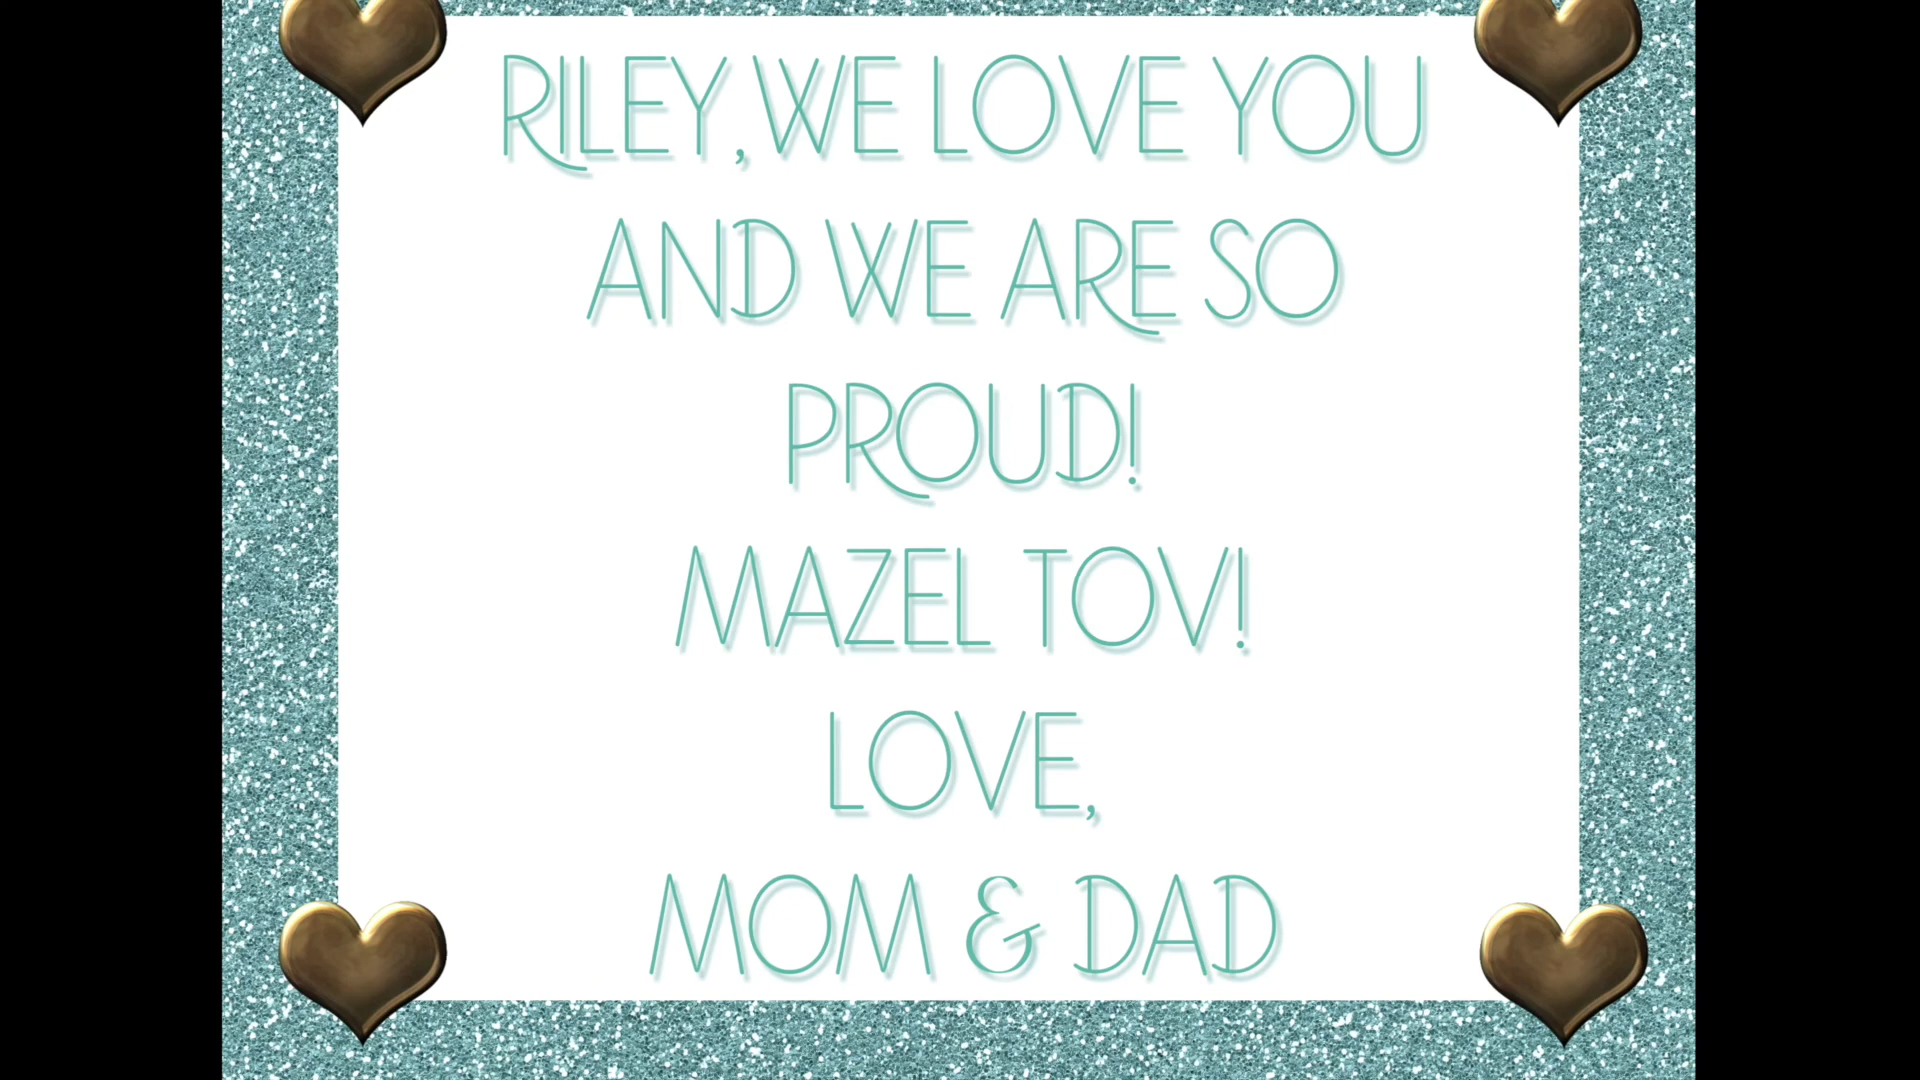 RILEY, WE LOVE YOU
AND WE ARE SO
PROUD!
MAZEL TOV!
LOVE,
MOM & DAD